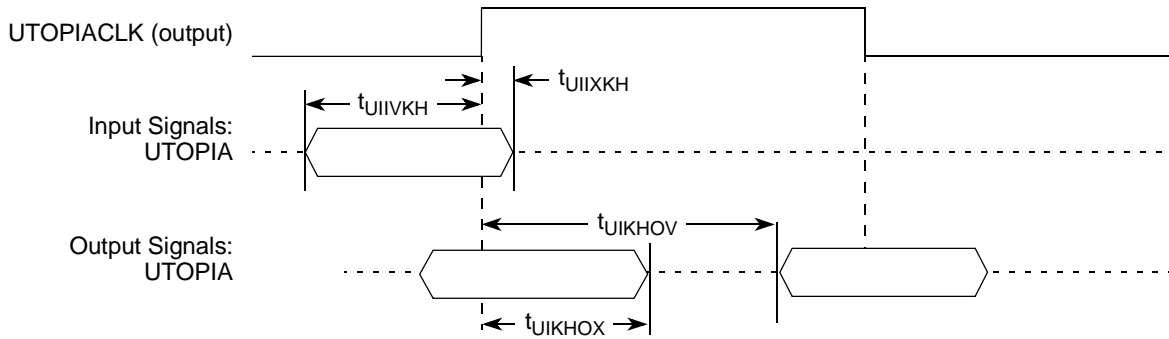 UTOPIACLK (output)
tUIIXKH
tUIIVKH
Input Signals:
UTOPIA
tUIKHOV
Output Signals:
UTOPIA
tUIKHOX